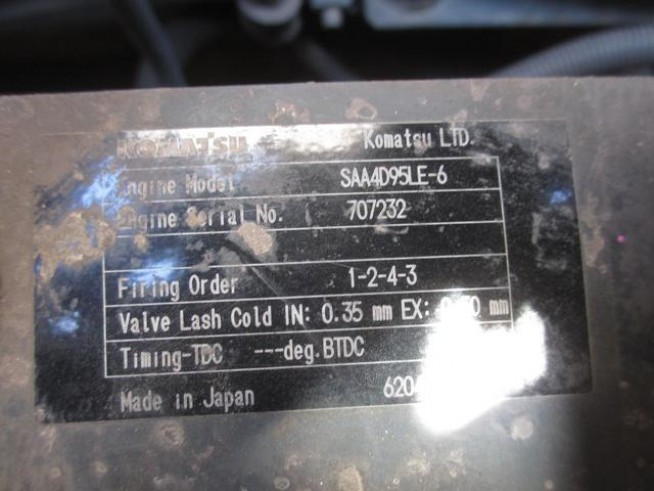 KOMATSU Komatsu LTD.
Engine Model SAA4D95LE-6
Engine Serial No. 707232
Firing Order 1-2-4-3
Valve Lash Cold IN: 0.35 mm EX: mm
Timing-TDC ---deg.BTDC
Made in Japan